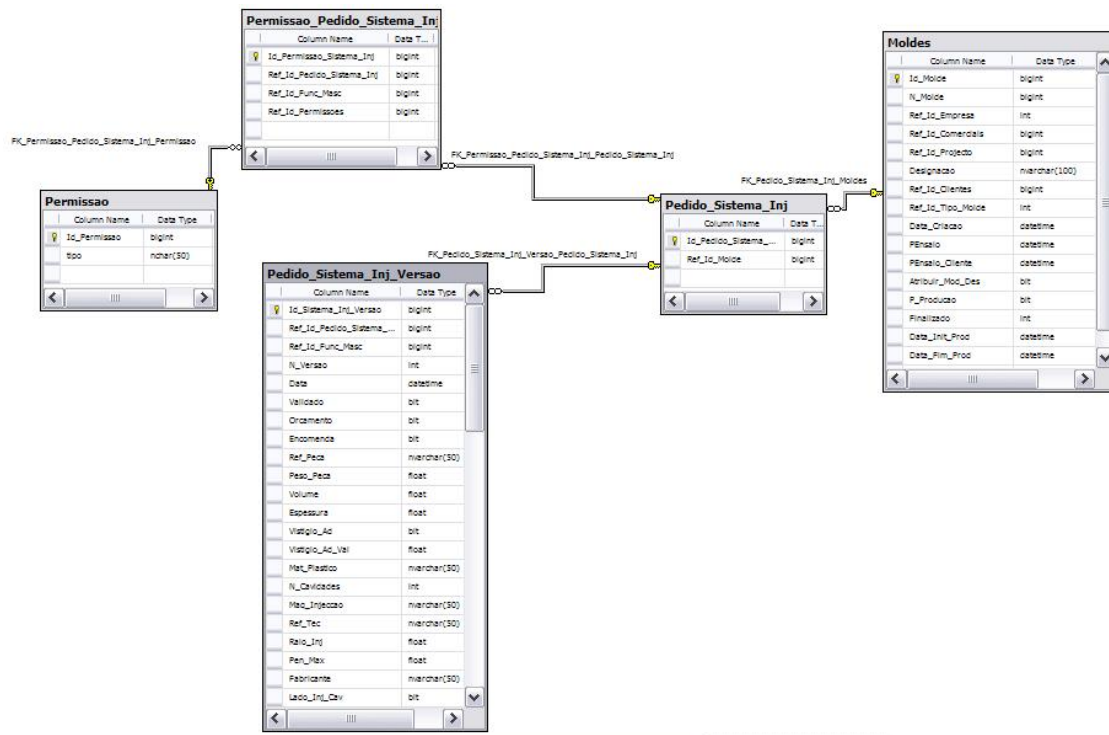 Permissao_Pedido_Sistema_Inj
Column Name Data T...
Id_Permissao_Sistema_Inj bigint
Ref_Id_Pedido_Sistema_Inj bigint
Ref_Id_Func_Masc bigint
Ref_Id_Permissoes bigint
FK_Permissao_Pedido_Sistema_Inj_Permissao
FK_Permissao_Pedido_Sistema_Inj_Pedido_Sistema_Inj
Permissao
Column Name Data Type
Id_Permissao bigint
tipo nchar(50)
FK_Pedido_Sistema_Inj_Moldes
Pedido_Sistema_Inj
Column Name Data T...
Id_Pedido_Sistema_... bigint
Ref_Id_Molde bigint
FK_Pedido_Sistema_Inj_Versao_Pedido_Sistema_Inj
Moldes
Column Name Data Type
Id_Molde bigint
N_Molde bigint
Ref_Id_Empresa int
Ref_Id_Comerciais bigint
Ref_Id_Projecto bigint
Designacao nvarchar(100)
Ref_Id_Clientes bigint
Ref_Id_Tipo_Molde int
Data_Criacao datetime
PEnsaio datetime
PEnsaio_Cliente datetime
Atribuir_Mod_Des bit
P_Producao bit
Finalizado int
Data_Init_Prod datetime
Data_Fim_Prod datetime
Pedido_Sistema_Inj_Versao
Column Name Data Type
Id_Sistema_Inj_Versao bigint
Ref_Id_Pedido_Sistema_... bigint
Ref_Id_Func_Masc bigint
N_Versao int
Data datetime
Validado bit
Orcamento bit
Encomenda bit
Ref_Peca nvarchar(50)
Peso_Peca float
Volume float
Espessura float
Vistigio_Ad bit
Vistigio_Ad_Val float
Mat_Plastico nvarchar(50)
N_Cavidades int
Maq_Injeccao nvarchar(50)
Ref_Tec nvarchar(50)
Raio_Inj float
Pen_Max float
Fabricante nvarchar(50)
Lado_Inj_Cav bit